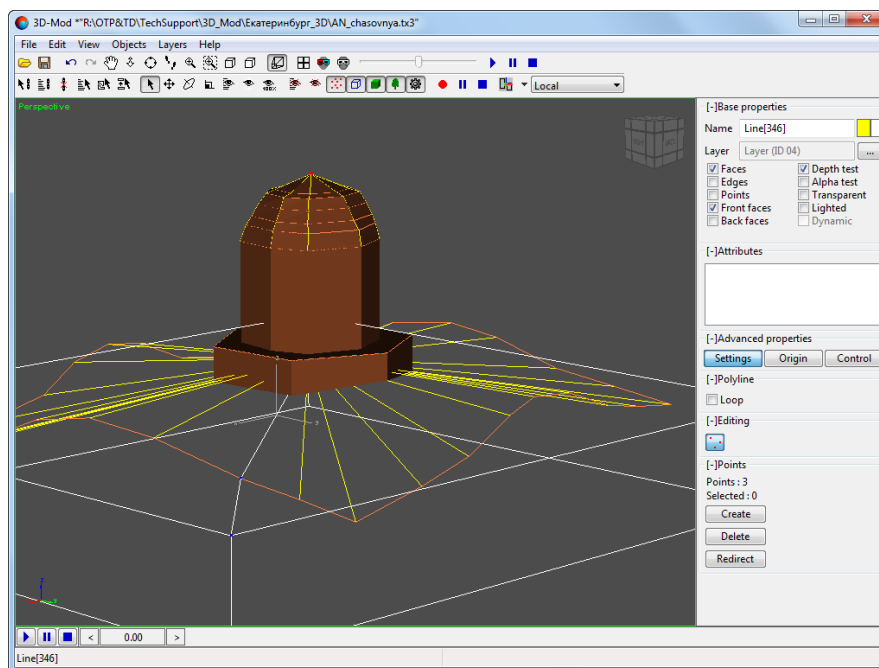 3D-Mod *"R:\OTP&TD\TechSupport\3D_Mod\Екатеринбург_3D\AN_chasovnya.tx3"
File Edit View Objects Layers Help
Local
Perspective
[-]Base properties
Name Line[346]
Layer Layer (ID 04) ...
Faces Depth test
Edges Alpha test
Points Transparent
Front faces Lighted
Back faces Dynamic
[-]Attributes
[-]Advanced properties
Settings Origin Control
[-]Polyline
Loop
[-]Editing
[-]Points
Points : 3
Selected : 0
Create
Delete
Redirect
< 0.00 >
Line[346]